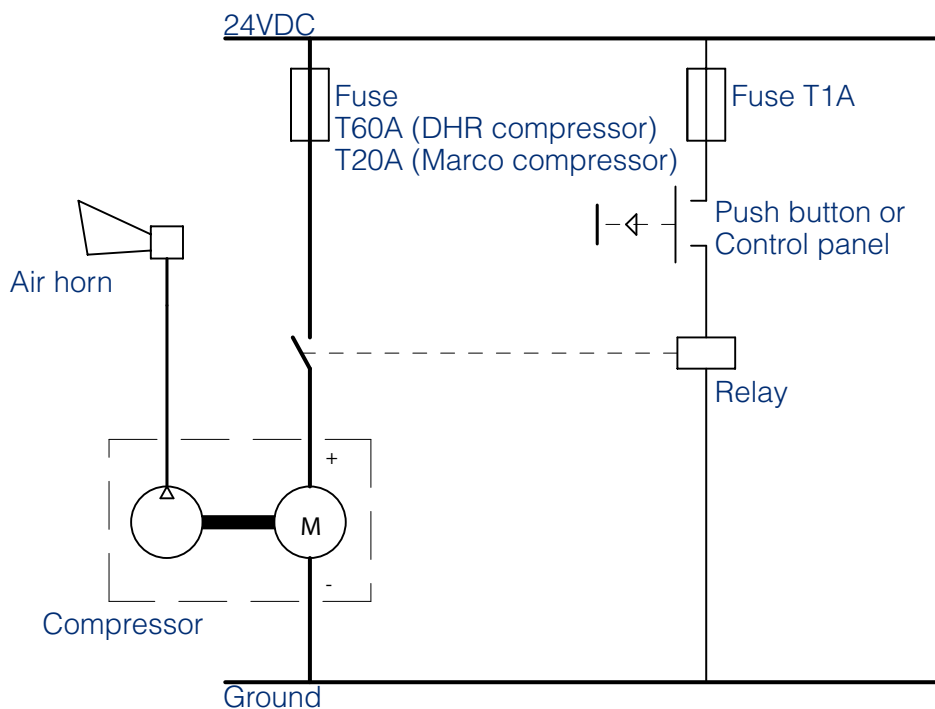 24VDC
Fuse
T60A (DHR compressor)
T20A (Marco compressor)
Fuse T1A
Push button or
Control panel
Air horn
Relay
+
M
-
Compressor
Ground